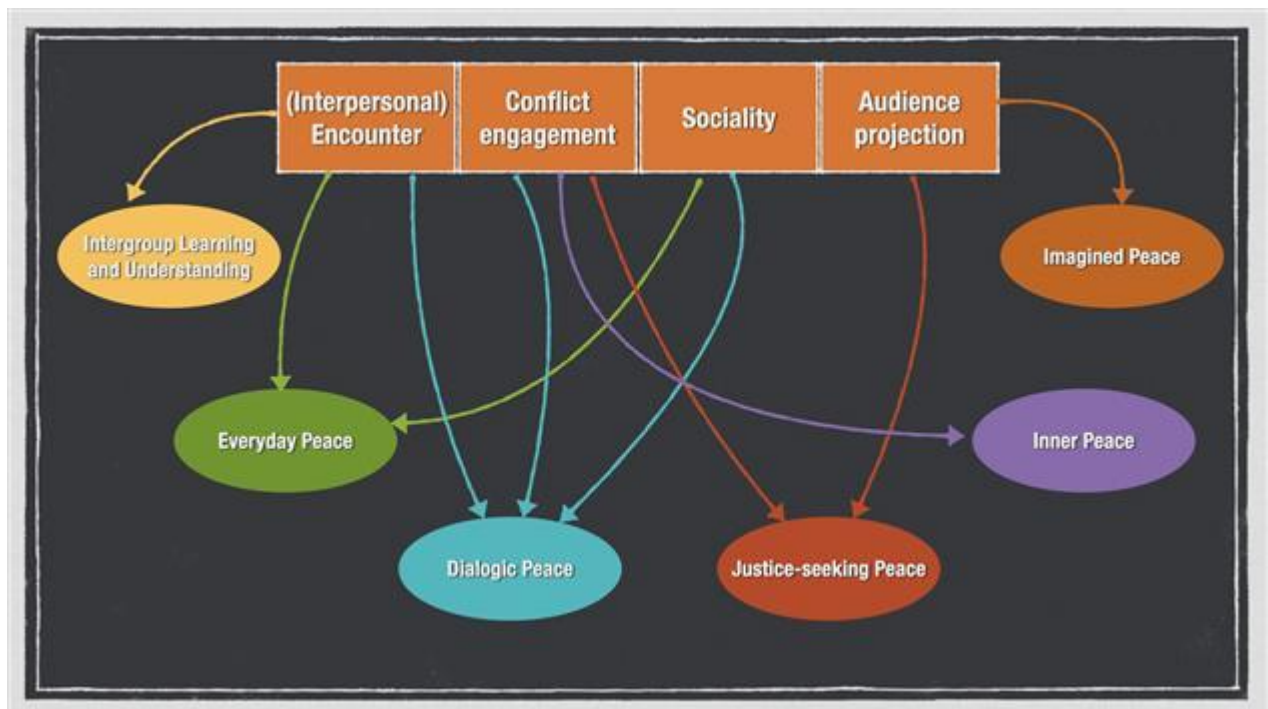 (Interpersonal)
Encounter
Conflict
engagement
Sociality
Audience
projection
Intergroup Learning
and Understanding
Imagined Peace
Everyday Peace
Inner Peace
Dialogic Peace
Justice-seeking Peace